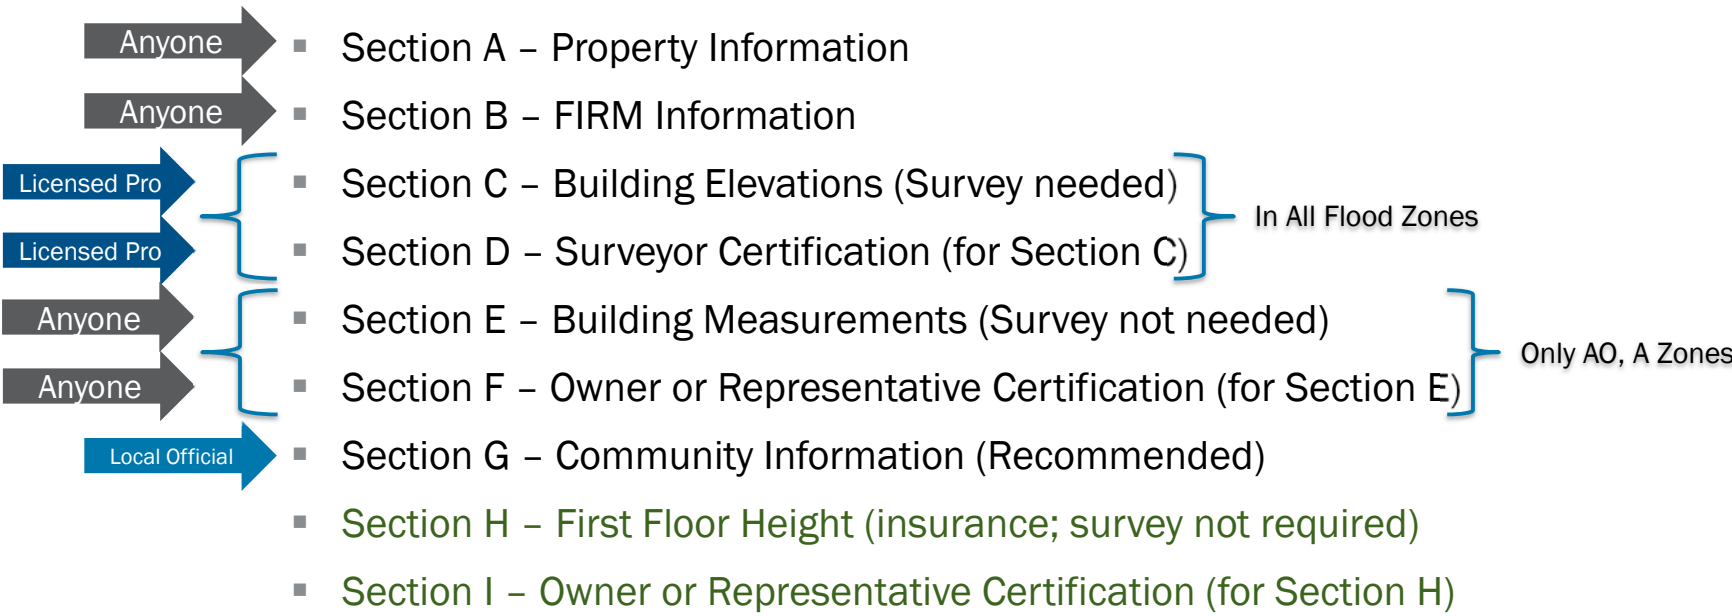 Anyone
Section A – Property Information
Anyone
Section B – FIRM Information
Licensed Pro
Section C – Building Elevations (Survey needed)
In All Flood Zones
Licensed Pro
Section D – Surveyor Certification (for Section C)
Anyone
Section E – Building Measurements (Survey not needed)
Only AO, A Zones
Anyone
Section F – Owner or Representative Certification (for Section E)
Local Official
Section G – Community Information (Recommended)
Section H – First Floor Height (insurance; survey not required)
Section I – Owner or Representative Certification (for Section H)